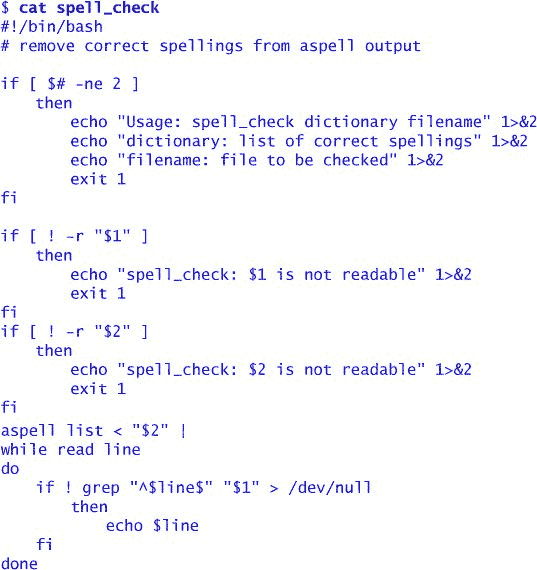 $ cat spell_check
#!/bin/bash
# remove correct spellings from aspell output

if [ $# -ne 2 ]
    then
        echo "Usage: spell_check dictionary filename" 1>&2
        echo "dictionary: list of correct spellings" 1>&2
        echo "filename: file to be checked" 1>&2
        exit 1
fi

if [ ! -r "$1" ]
    then
        echo "spell_check: $1 is not readable" 1>&2
        exit 1
fi
if [ ! -r "$2" ]
    then
        echo "spell_check: $2 is not readable" 1>&2
        exit 1
fi
aspell list < "$2" |
while read line
do
    if ! grep "^$line$" "$1" > /dev/null
        then
            echo $line
    fi
done